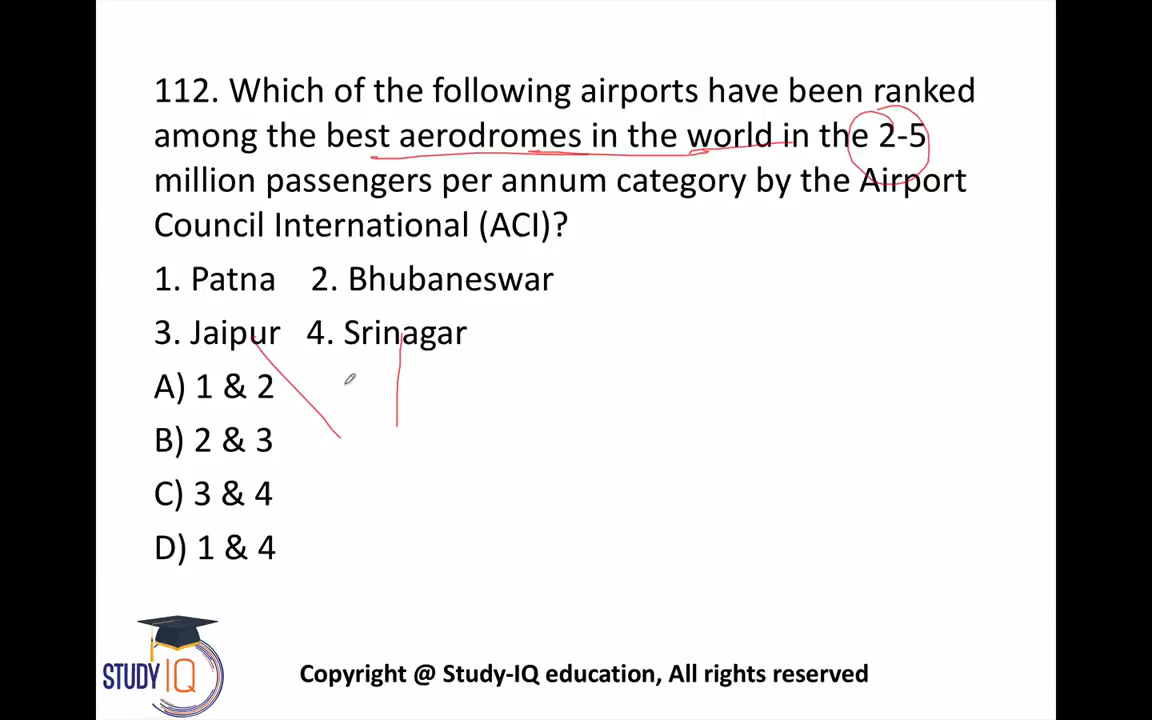 112. Which of the following airports have been ranked
among the best aerodromes in the world in the 2-5
million passengers per annum category by the Airport
Council International (ACI)?
1. Patna 2. Bhubaneswar
3. Jaipur 4. Srinagar
A) 1 & 2
B) 2 & 3
C) 3 & 4
D) 1 & 4
STUDY IQ
Copyright @ Study-IQ education, All rights reserved